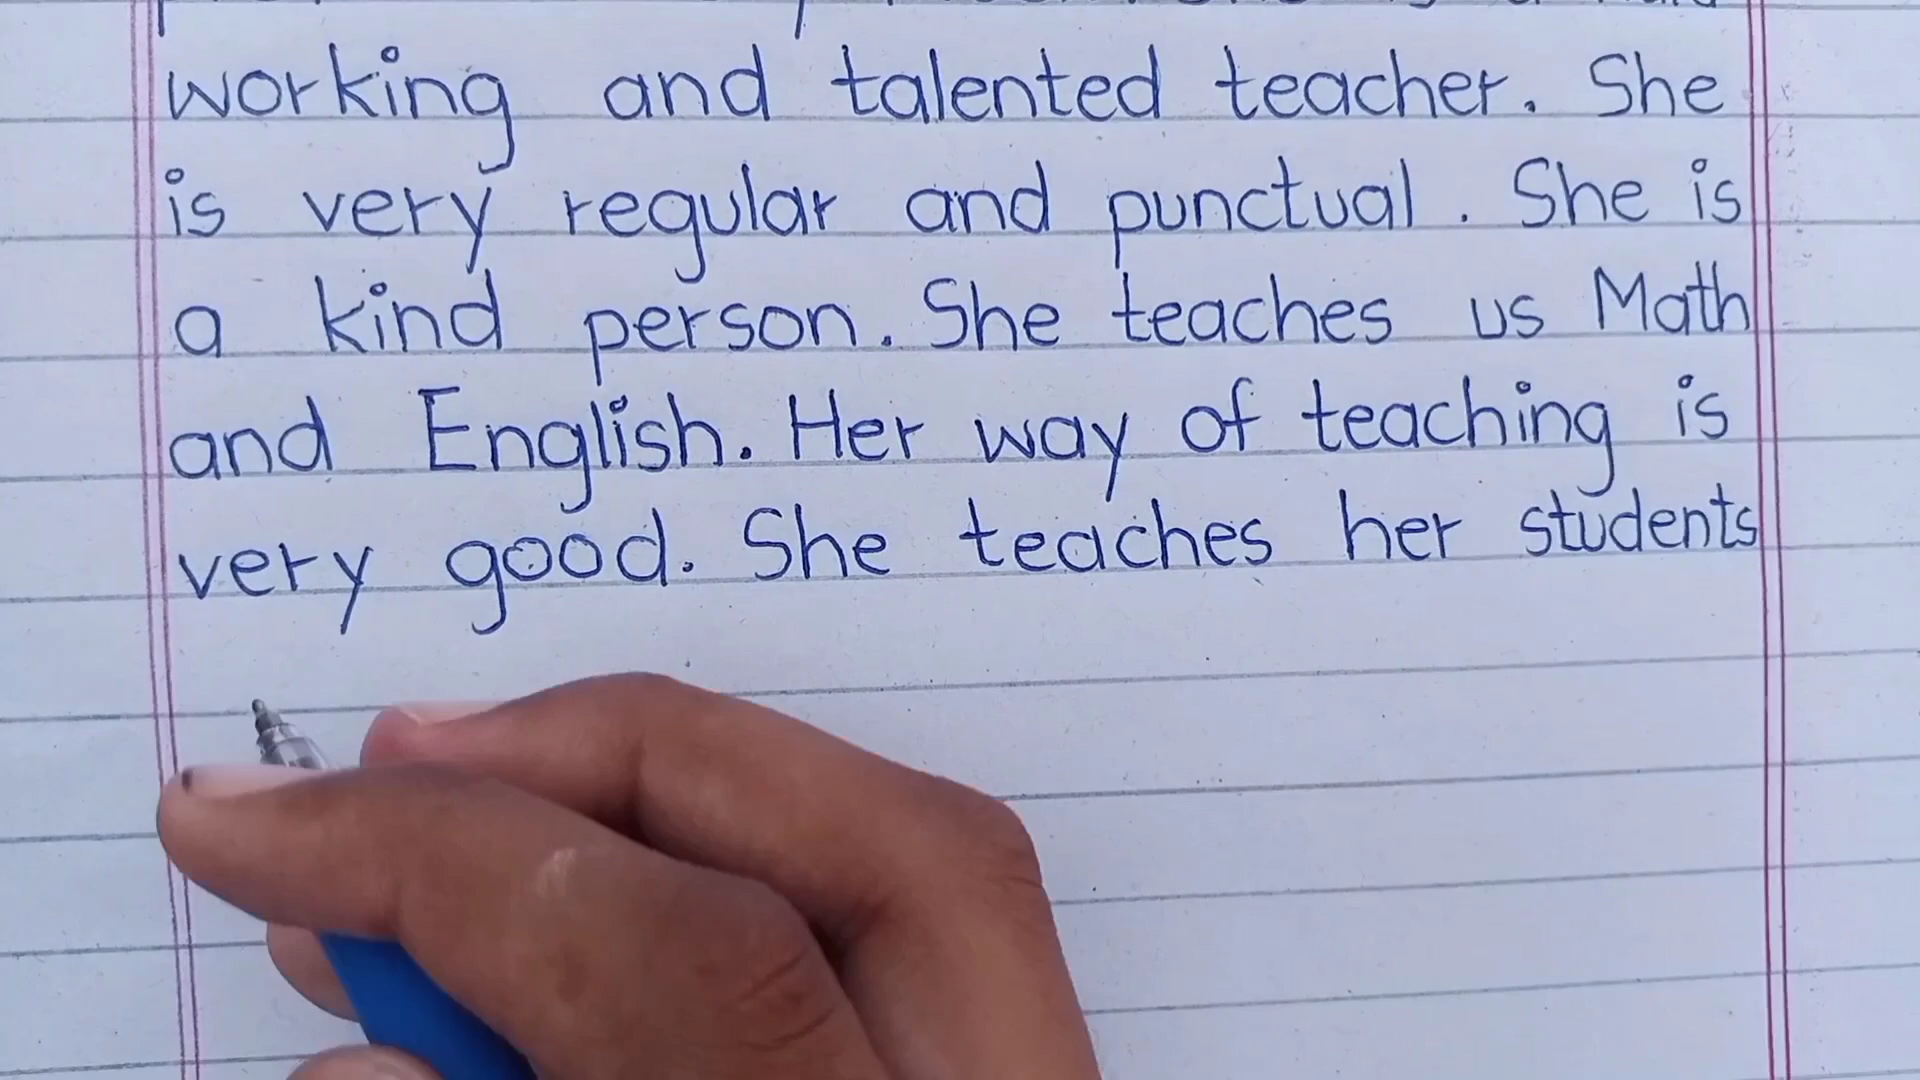 working and talented teacher. She
is very regular and punctual. She is
a kind person. She teaches us Math
and English. Her way of teaching is
very good. She teaches her students